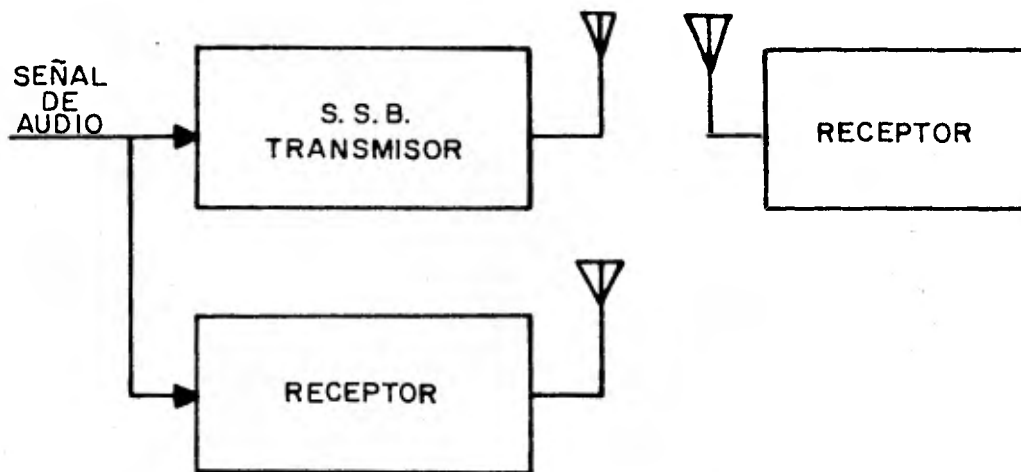 SEÑAL
DE
AUDIO
S. S. B.
TRANSMISOR
RECEPTOR
RECEPTOR